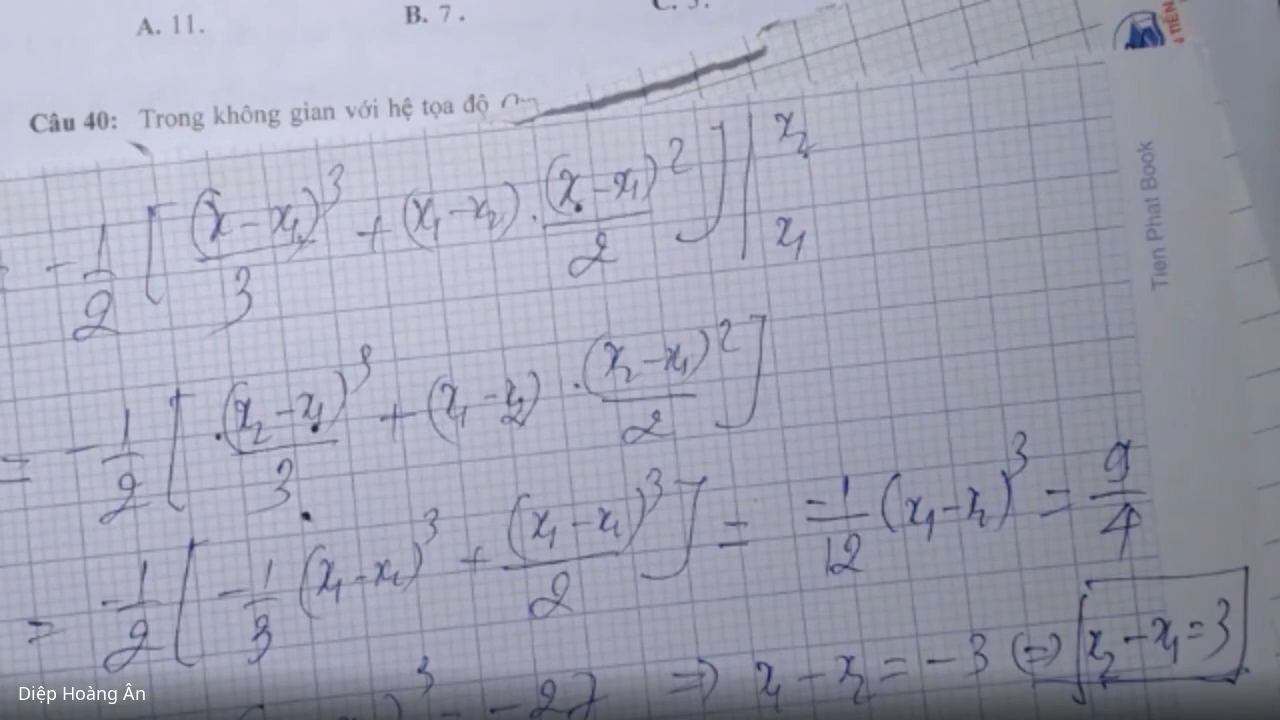 A. 11. B. 7.
Câu 40: Trong không gian với hệ tọa độ
-1/2 [ (x - x₁)³/3 + (x₁ - x₂) . (x - x₁)²/2 ] | x₂ x₁
= -1/2 [ (x₂ - x₁)³/3 + (x₁ - x₂) . (x₂ - x₁)²/2 ]
= -1/2 [ -1/3 (x₁ - x₂)³ + (x₁ - x₂)³/2 ] = -1/12 (x₁ - x₂)³ = 9/4
)³ = -27 ⇒ x₁ - x₂ = -3 ⇔ x₂ - x₁ = 3
Tien Phat Book
Diệp Hoàng Ân